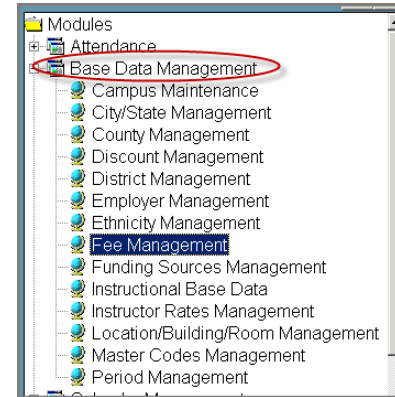 Modules
Attendance
Base Data Management
Campus Maintenance
City/State Management
County Management
Discount Management
District Management
Employer Management
Ethnicity Management
Fee Management
Funding Sources Management
Instructional Base Data
Instructor Rates Management
Location/Building/Room Management
Master Codes Management
Period Management